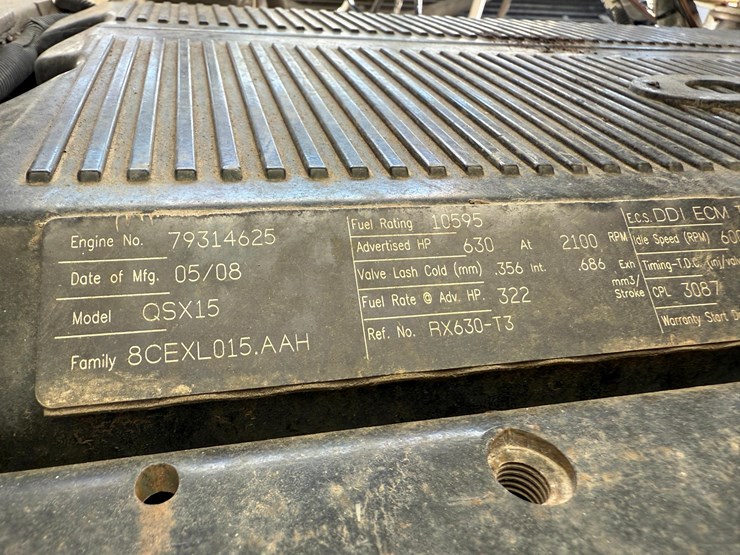 Engine No. 79314625
Date of Mfg. 05/08
Model QSX15
Family 8CEXL015.AAH
Fuel Rating 10595
Advertised HP 630 At 2100 RPM
Valve Lash Cold (mm) .356 Int. .686 Exh
Fuel Rate @ Adv. HP. 322 mm3/
Stroke
Ref. No. RX630-T3
E.C.S. DDI ECM
Idle Speed (RPM) 600
Timing-T.D.C.
CPL 3087
Warranty Start